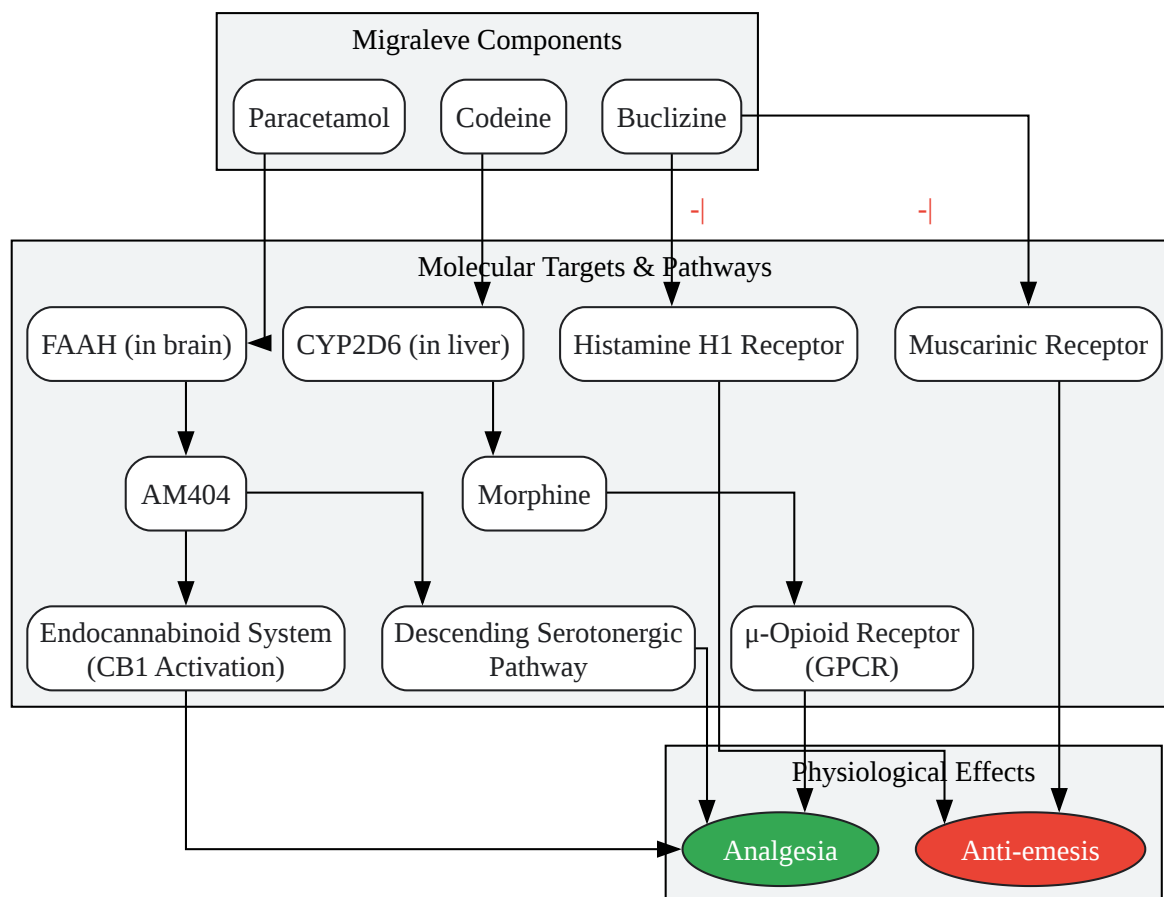 Migraleve Components
Paracetamol
Codeine
Buclizine
-|
-|
Molecular Targets & Pathways
FAAH (in brain)
CYP2D6 (in liver)
Histamine H1 Receptor
Muscarinic Receptor
AM404
Morphine
Endocannabinoid System
(CB1 Activation)
Descending Serotonergic
Pathway
μ-Opioid Receptor
(GPCR)
Physiological Effects
Analgesia
Anti-emesis